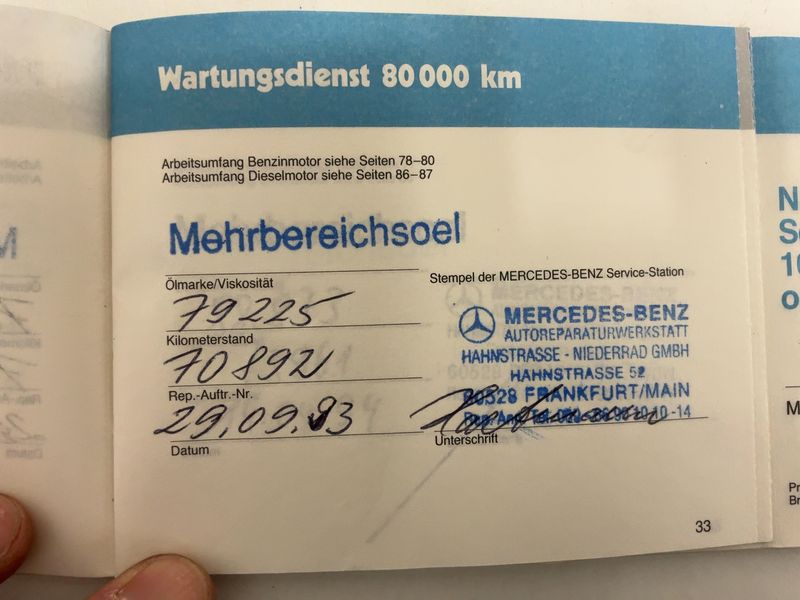 Wartungsdienst 80 000 km
Arbeitsumfang Benzinmotor siehe Seiten 78–80
Arbeitsumfang Dieselmotor siehe Seiten 86–87
Mehrbereichsoel
Ölmarke/Viskosität
79225
Kilometerstand
70892
Rep.-Auftr.-Nr.
29.09.93
Datum
Stempel der MERCEDES-BENZ Service-Station
MERCEDES-BENZ
AUTOREPARATURWERKSTATT
HAHNSTRASSE - NIEDERRAD GMBH
HAHNSTRASSE 52
60528 FRANKFURT/MAIN
Unterschrift
33